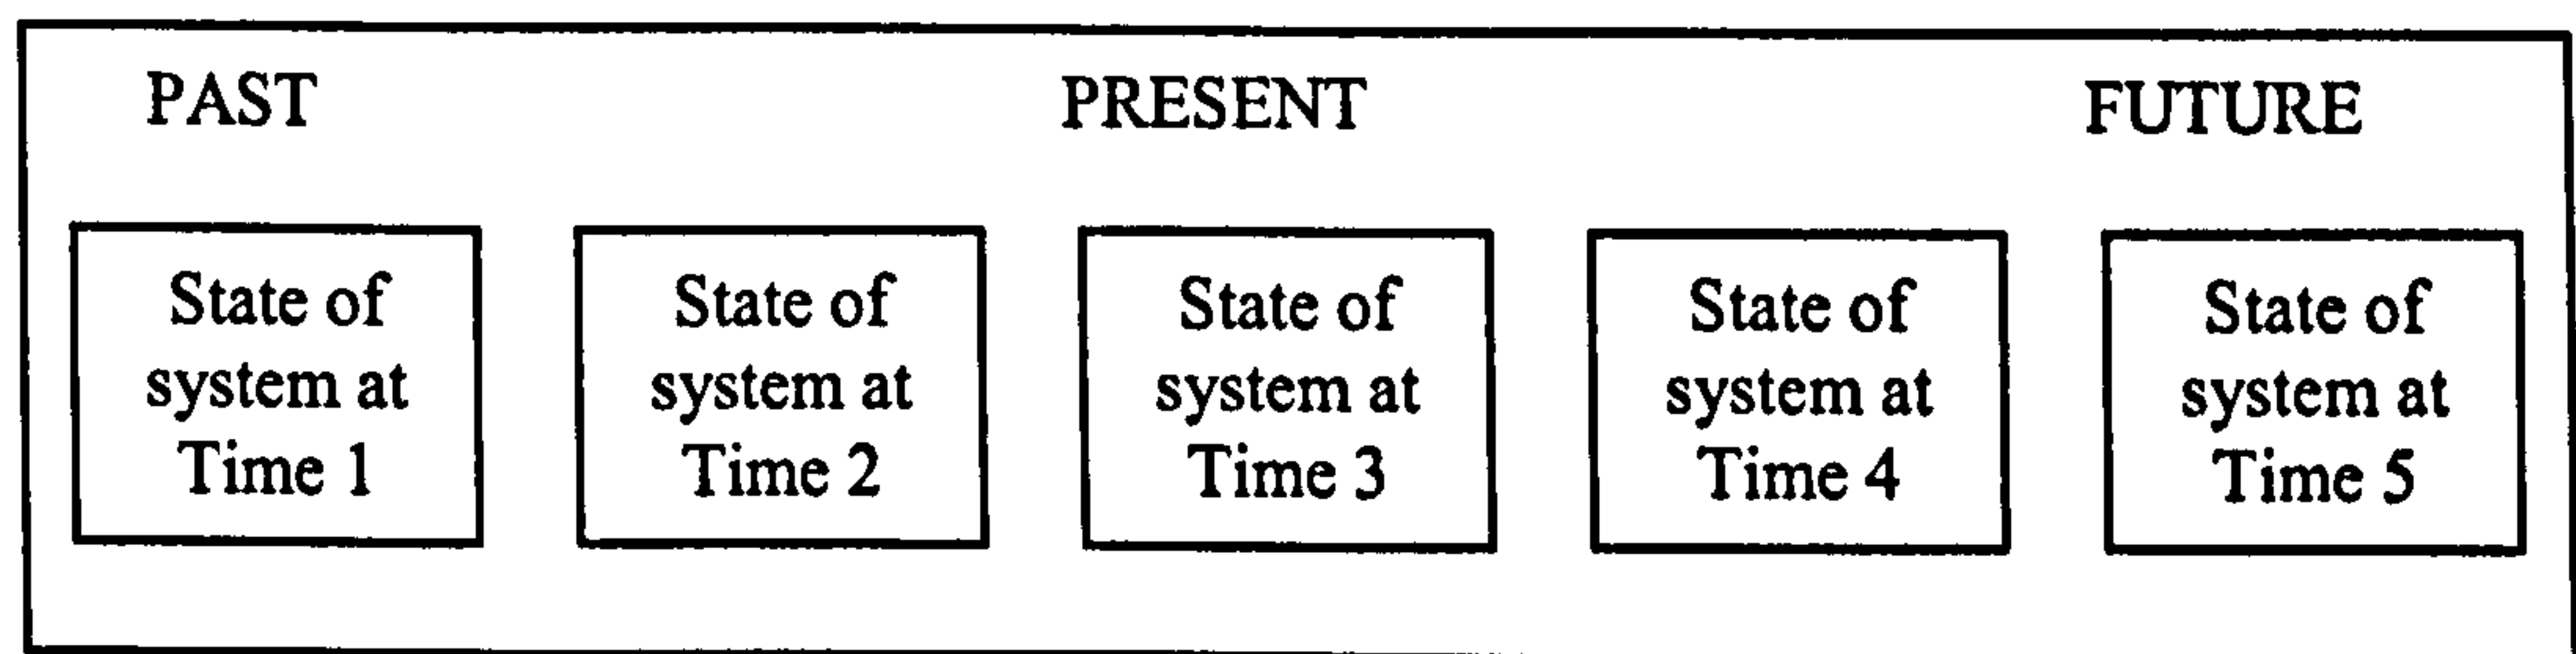 PAST PRESENT FUTURE
State of
system at
Time 1
State of
system at
Time 2
State of
system at
Time 3
State of
system at
Time 4
State of
system at
Time 5